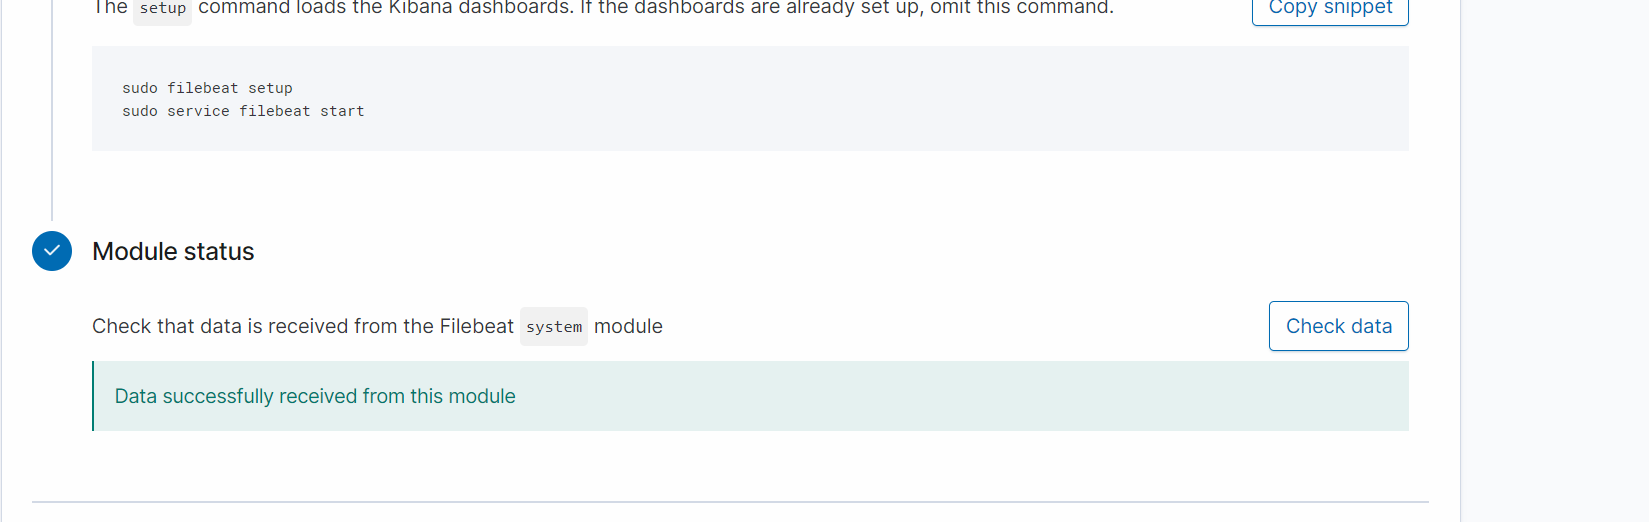 The setup command loads the Kibana dashboards. If the dashboards are already set up, omit this command.
Copy snippet
sudo filebeat setup
sudo service filebeat start
Module status
Check that data is received from the Filebeat system module
Check data
Data successfully received from this module